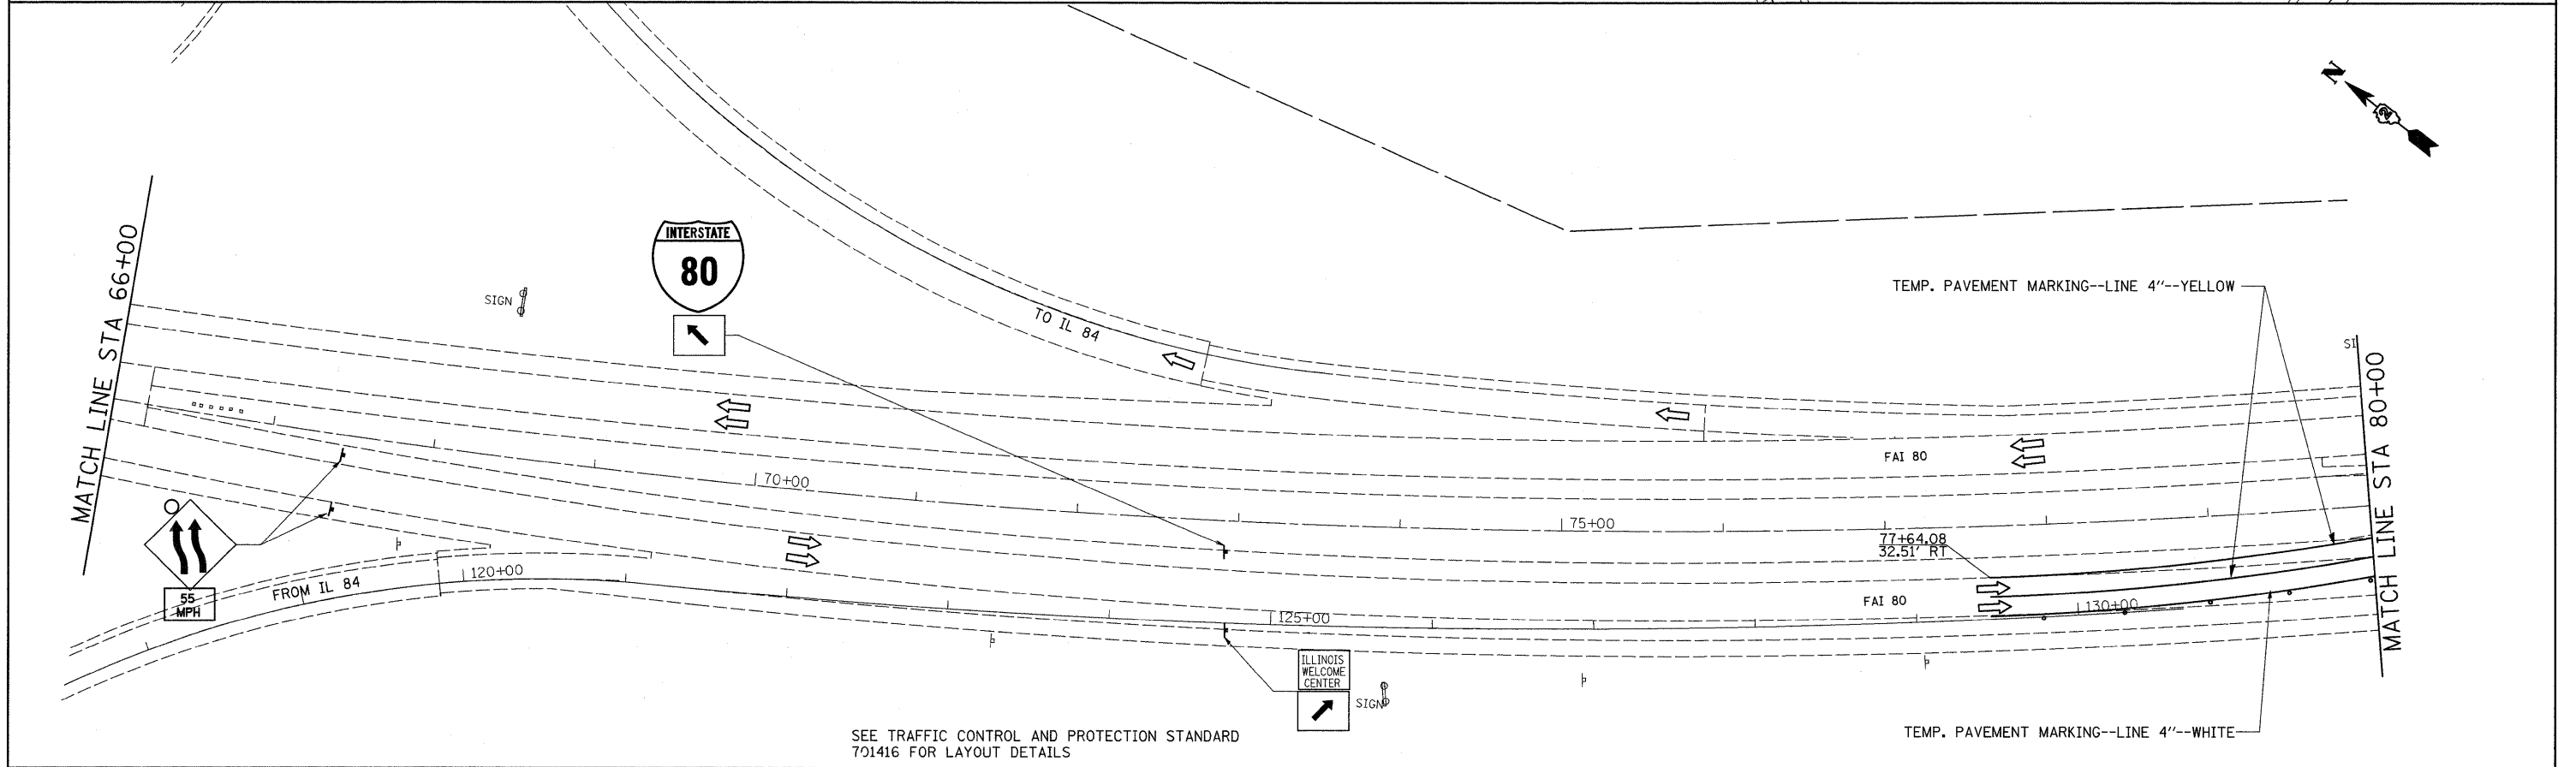 N
2
MATCH LINE STA 66+00
SIGN
INTERSTATE
80
TO IL 84
TEMP. PAVEMENT MARKING--LINE 4"--YELLOW
SI
MATCH LINE STA 80+00
FAI 80
70+00
75+00
77+64.08
32.51' RT
55
MPH
FROM IL 84
120+00
125+00
FAI 80
130+00
ILLINOIS
WELCOME
CENTER
SIGN
SEE TRAFFIC CONTROL AND PROTECTION STANDARD
701416 FOR LAYOUT DETAILS
TEMP. PAVEMENT MARKING--LINE 4"--WHITE